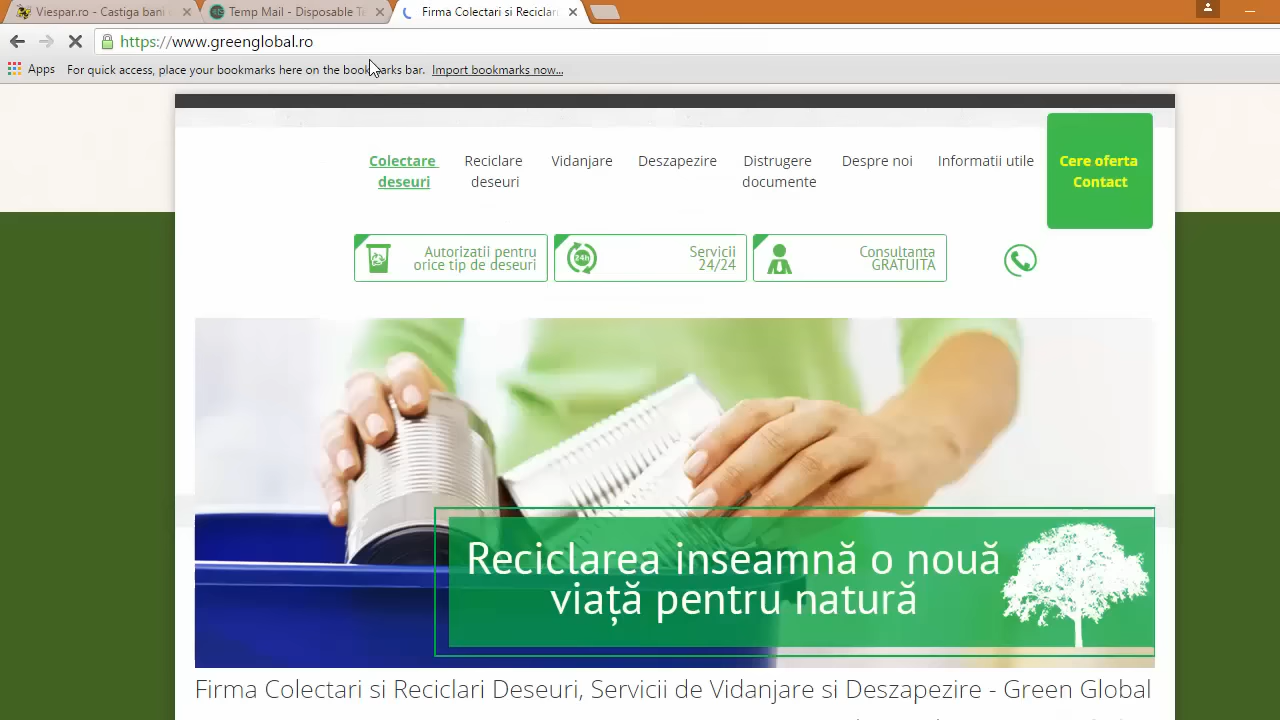 Viespar.ro - Castiga bani
Temp Mail - Disposable Te
Firma Colectari si Reciclar
https://www.greenglobal.ro
Apps
For quick access, place your bookmarks here on the bookmarks bar. Import bookmarks now...
Colectare
deseuri
Reciclare
deseuri
Vidanjare
Deszapezire
Distrugere
documente
Despre noi
Informatii utile
Cere oferta
Contact
Autorizatii pentru
orice tip de deseuri
24h
Servicii
24/24
Consultanta
GRATUITA
Reciclarea inseamnă o nouă
viață pentru natură
Firma Colectari si Reciclari Deseuri, Servicii de Vidanjare si Deszapezire - Green Global